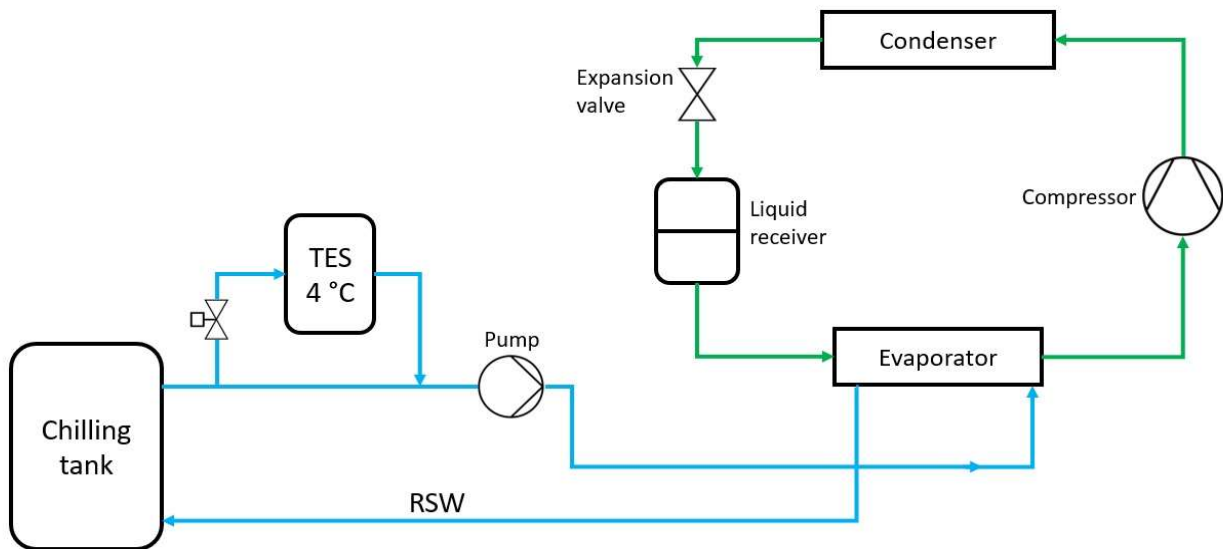 Condenser
Expansion
valve
Compressor
Liquid
receiver
TES
4 °C
Pump
Evaporator
Chilling
tank
RSW